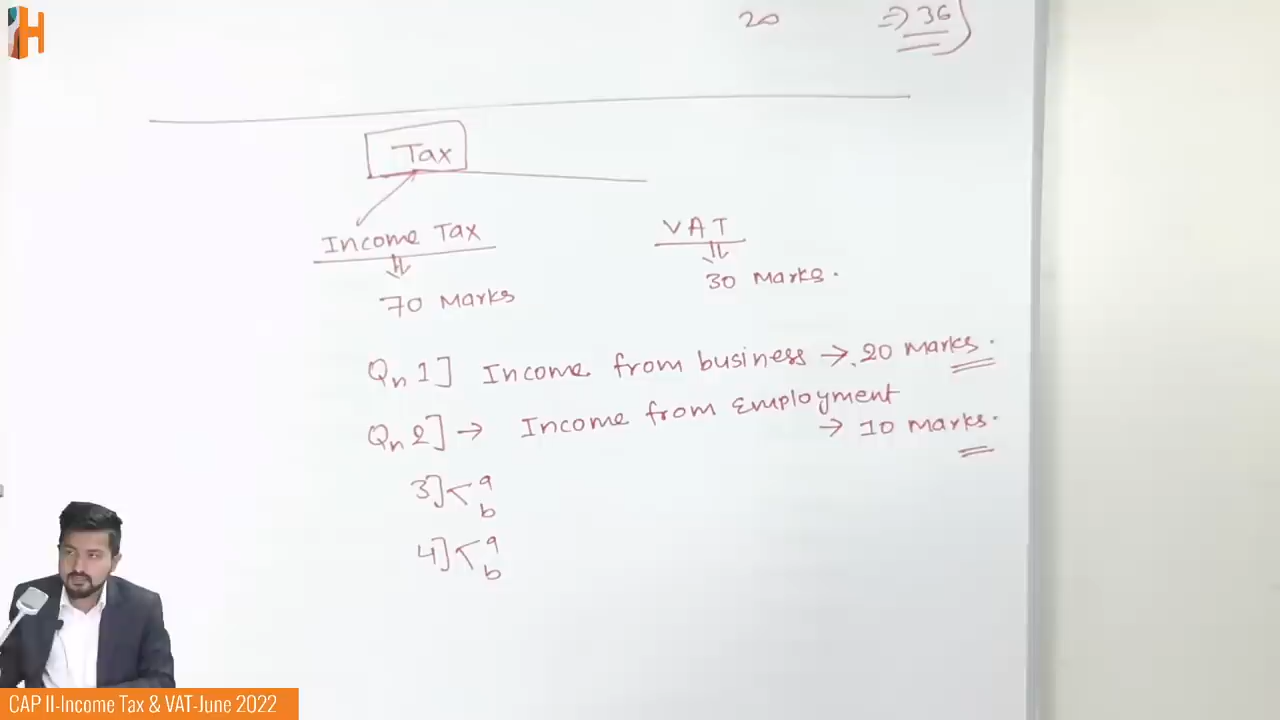 H
20 => 36
Tax
Income Tax VAT
70 Marks 30 Marks.
Qn 1] Income from business → 20 marks.
Qn 2] → Income from Employment
→ 10 marks.
3] < a
b
4] < a
b
CAP II-Income Tax & VAT-June 2022